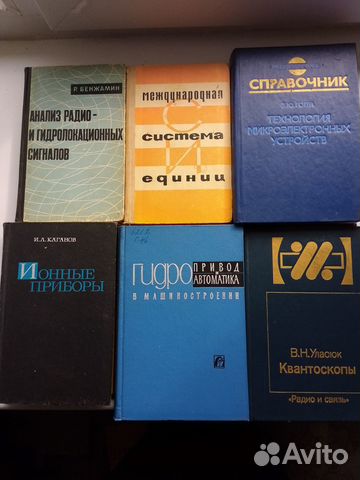 Р. БЕНЖАМИН
АНАЛИЗ РАДИО-
И ГИДРОЛОКАЦИОННЫХ
СИГНАЛОВ
международная
система
СИ
единиц
СПРАВОЧНИК
ТЕХНОЛОГИЯ
МИКРОЭЛЕКТРОННЫХ
УСТРОЙСТВ
И.Л. КАГАНОВ
ИОННЫЕ
ПРИБОРЫ
ГИДРО
ПРИВОД
АВТОМАТИКА
В МАШИНОСТРОЕНИИ
В.Н. Уласюк
Квантоскопы
«Радио и связь»
Avito